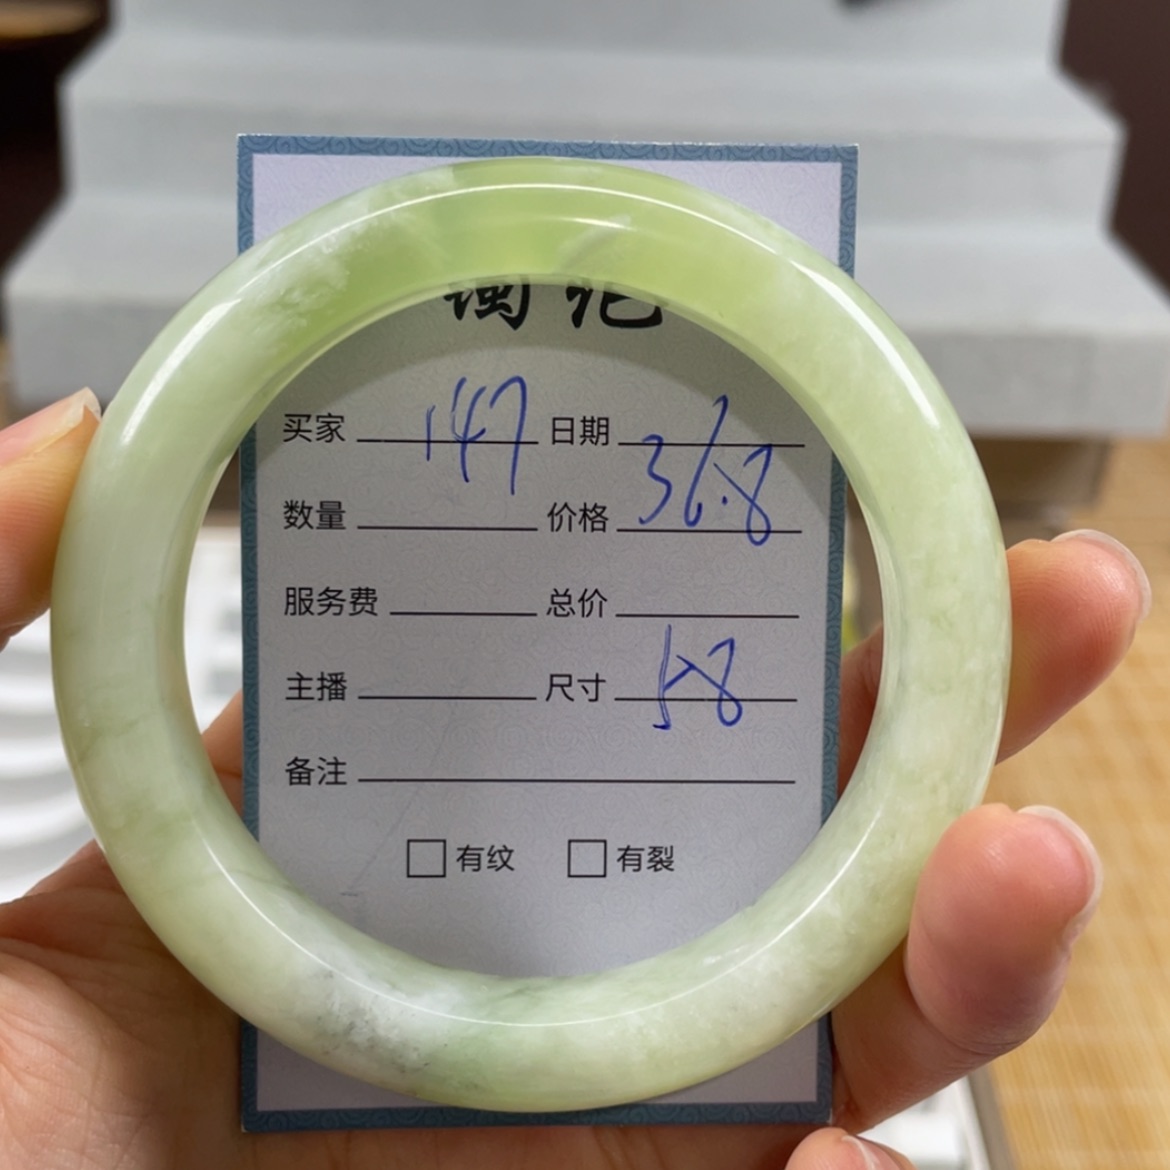 买家 147 日期
数量 价格 36.8
服务费 总价
主播 尺寸 58
备注
□ 有纹 □ 有裂